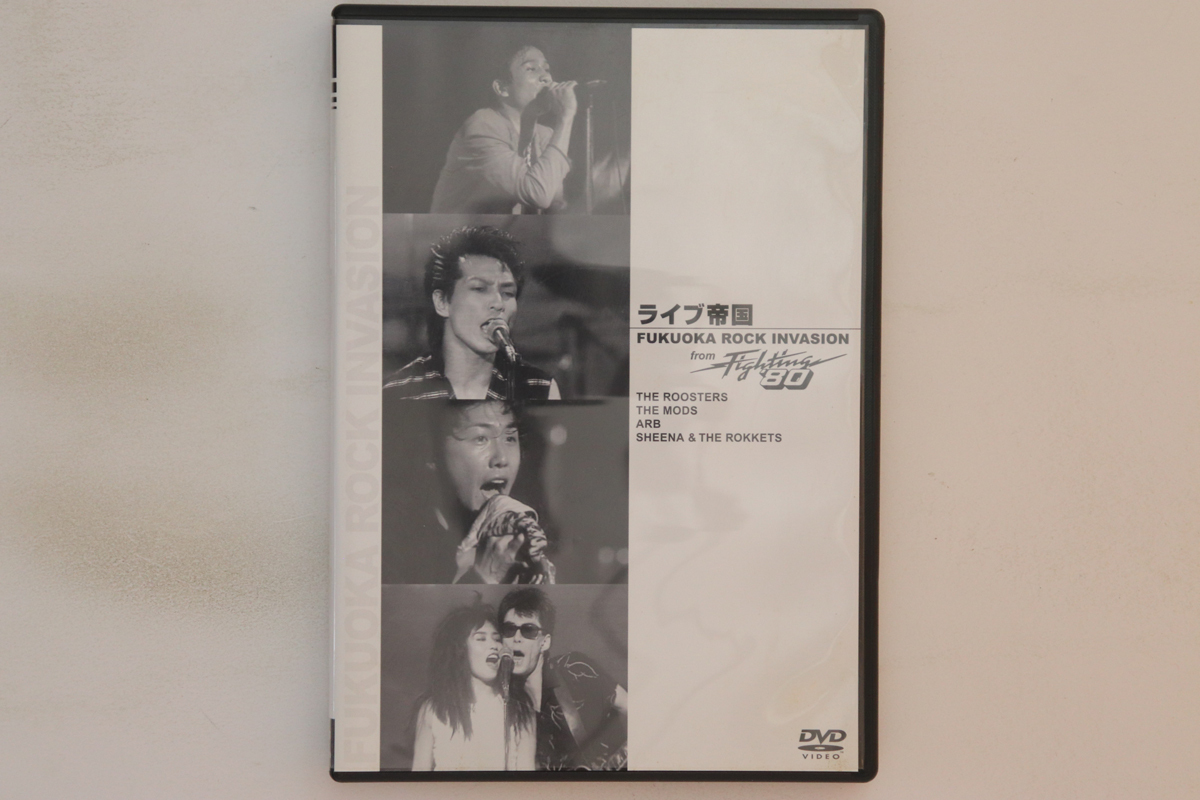 FUKUOKA ROCK INVASION
ライブ帝国
FUKUOKA ROCK INVASION
from Fighting '80
THE ROOSTERS
THE MODS
ARB
SHEENA & THE ROKKETS
DVD
VIDEO